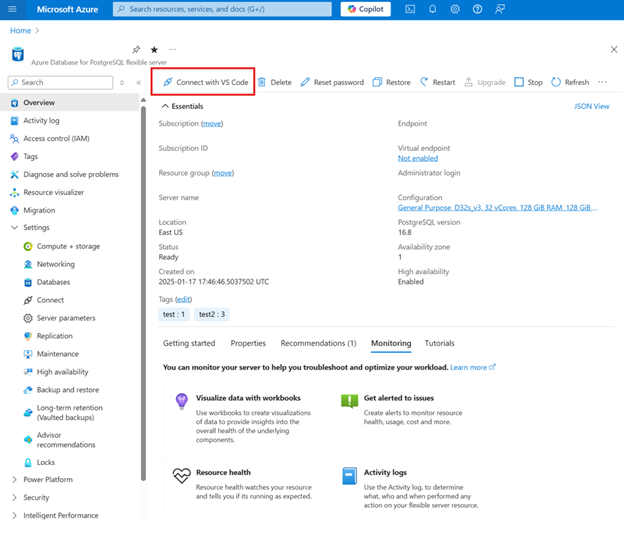 Microsoft Azure
Search resources, services, and docs (G+/)
Copilot
Home
Azure Database for PostgreSQL flexible server
Search
Connect with VS Code
Delete
Reset password
Restore
Restart
Upgrade
Stop
Refresh
Overview
Activity log
Access control (IAM)
Tags
Diagnose and solve problems
Resource visualizer
Migration
Settings
Compute + storage
Networking
Databases
Connect
Server parameters
Replication
Maintenance
High availability
Backup and restore
Long-term retention
(Vaulted backups)
Advisor
recommendations
Locks
Power Platform
Security
Intelligent Performance
Essentials
JSON View
Subscription (move)
Subscription ID
Resource group (move)
Server name
Location
East US
Status
Ready
Created on
2025-01-17 17:46:46.5037502 UTC
Endpoint
Virtual endpoint
Not enabled
Administrator login
Configuration
General Purpose, D32s_v3, 32 vCores, 128 GiB RAM, 128 GiB ...
PostgreSQL version
16.8
Availability zone
1
High availability
Enabled
Tags (edit)
test : 1
test2 : 3
Getting started
Properties
Recommendations (1)
Monitoring
Tutorials
You can monitor your server to help you troubleshoot and optimize your workload. Learn more
Visualize data with workbooks
Use workbooks to create visualizations
of data to provide insights into the
overall health of the underlying
components.
Get alerted to issues
Create alerts to monitor resource
health, usage, cost and more.
Resource health
Resource health watches your resource
and tells you if its running as expected.
Activity logs
Use the Activity log, to determine
what, who and when performed any
action on your flexible server resource.